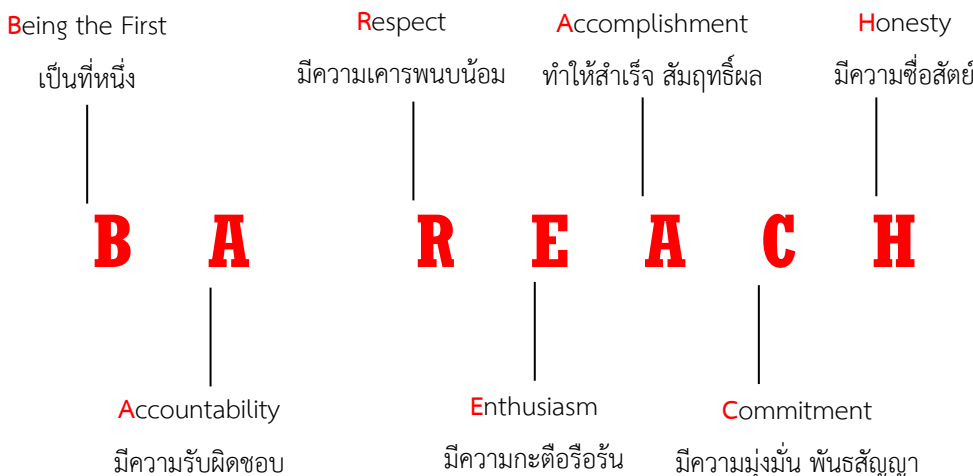 Being the First
เป็นที่หนึ่ง
Respect
มีความเคารพนบน้อม
Accomplishment
ทำให้สำเร็จ สัมฤทธิ์ผล
Honesty
มีความซื่อสัตย์
B A R E A C H
Accountability
มีความรับผิดชอบ
Enthusiasm
มีความกะตือรือร้น
Commitment
มีความมุ่งมั่น พันธสัญญา